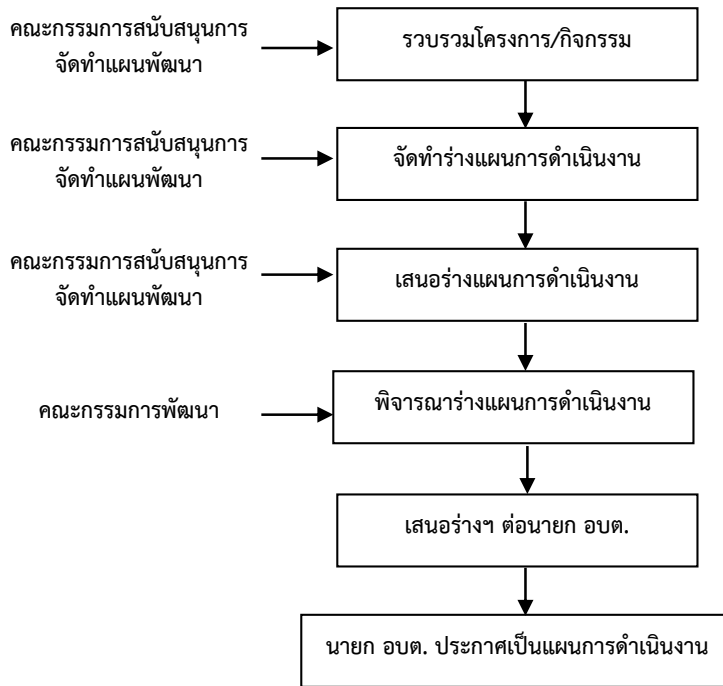 คณะกรรมการสนับสนุนการ
จัดทำแผนพัฒนา
รวบรวมโครงการ/กิจกรรม
คณะกรรมการสนับสนุนการ
จัดทำแผนพัฒนา
จัดทำร่างแผนการดำเนินงาน
คณะกรรมการสนับสนุนการ
จัดทำแผนพัฒนา
เสนอร่างแผนการดำเนินงาน
คณะกรรมการพัฒนา
พิจารณาร่างแผนการดำเนินงาน
เสนอร่างฯ ต่อนายก อบต.
นายก อบต. ประกาศเป็นแผนการดำเนินงาน